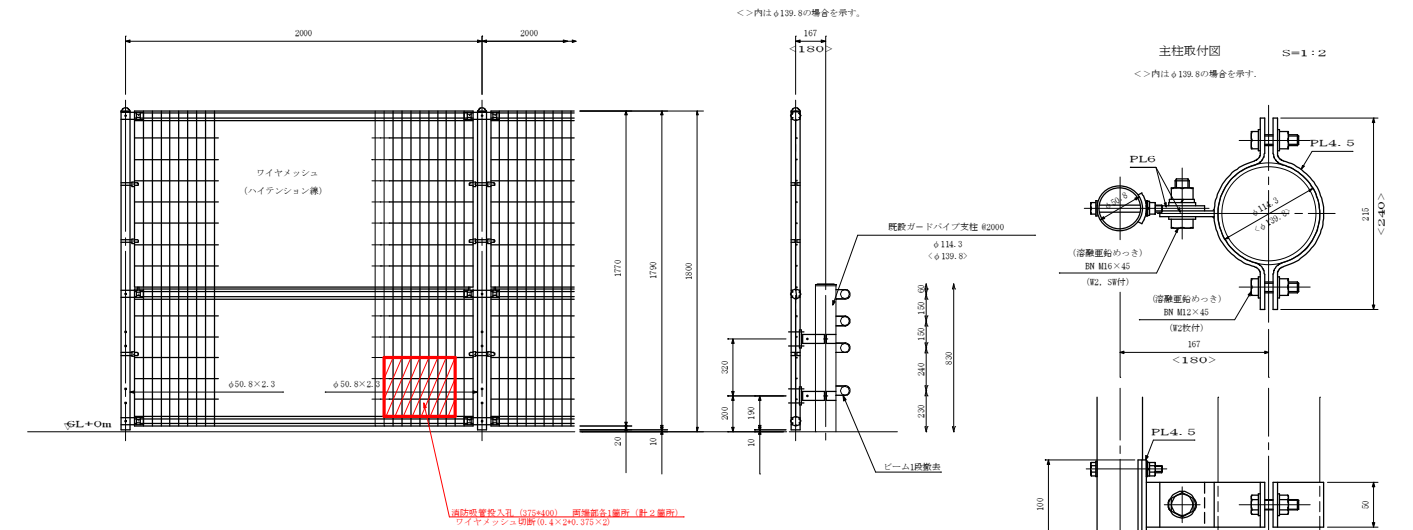 <>内はφ139.8の場合を示す。
2000
2000
167
<180>
主柱取付図 S=1:2
<>内はφ139.8の場合を示す.
ワイヤメッシュ
(ハイテンション線)
1770
1790
1800
既設ガードパイプ支柱 @2000
φ114.3
<φ139.8>
60
150
150
240
230
830
320
200
190
10
φ50.8×2.3
φ50.8×2.3
GL+0m
20
10
ビーム1段撤去
消防吸管投入孔 (375*400) 両端部各1箇所 (計2箇所)
ワイヤメッシュ切断(0.4×2*0.375×2)
PL4.5
PL6
φ50.8
φ114.3
<φ139.8>
215
<240>
(溶融亜鉛めっき)
BN M16×45
(W2, SW付)
(溶融亜鉛めっき)
BN M12×45
(W2枚付)
167
<180>
PL4.5
100
50